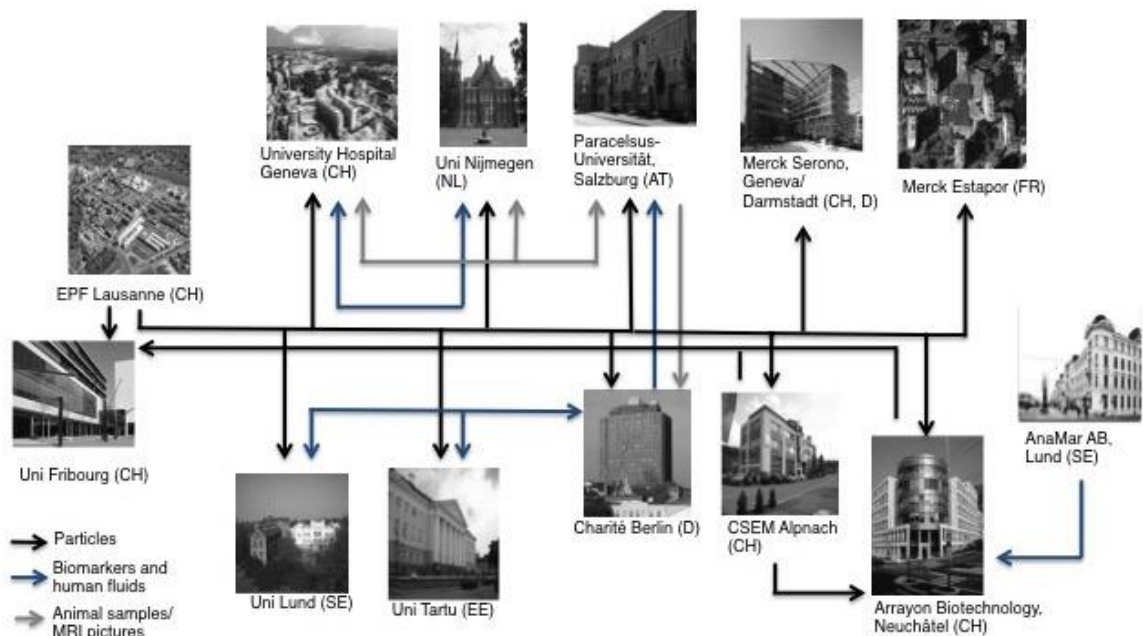 University Hospital
Geneva (CH)
Uni Nijmegen
(NL)
Paracelsus-
Universität,
Salzburg (AT)
Merck Serono,
Geneva/
Darmstadt (CH, D)
Merck Estapor (FR)
EPF Lausanne (CH)
Uni Fribourg (CH)
AnaMar AB,
Lund (SE)
Charité Berlin (D)
CSEM Alpnach
(CH)
Uni Lund (SE)
Uni Tartu (EE)
Arrayon Biotechnology,
Neuchâtel (CH)
Particles
Biomarkers and
human fluids
Animal samples/
MRI pictures